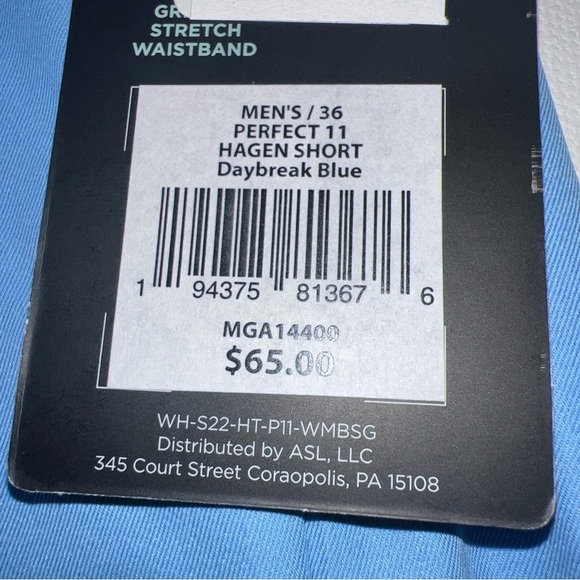 STRETCH
WAISTBAND
MEN'S / 36
PERFECT 11
HAGEN SHORT
Daybreak Blue
1 94375 81367 6
MGA14400
$65.00
WH-S22-HT-P11-WMBSG
Distributed by ASL, LLC
345 Court Street Coraopolis, PA 15108